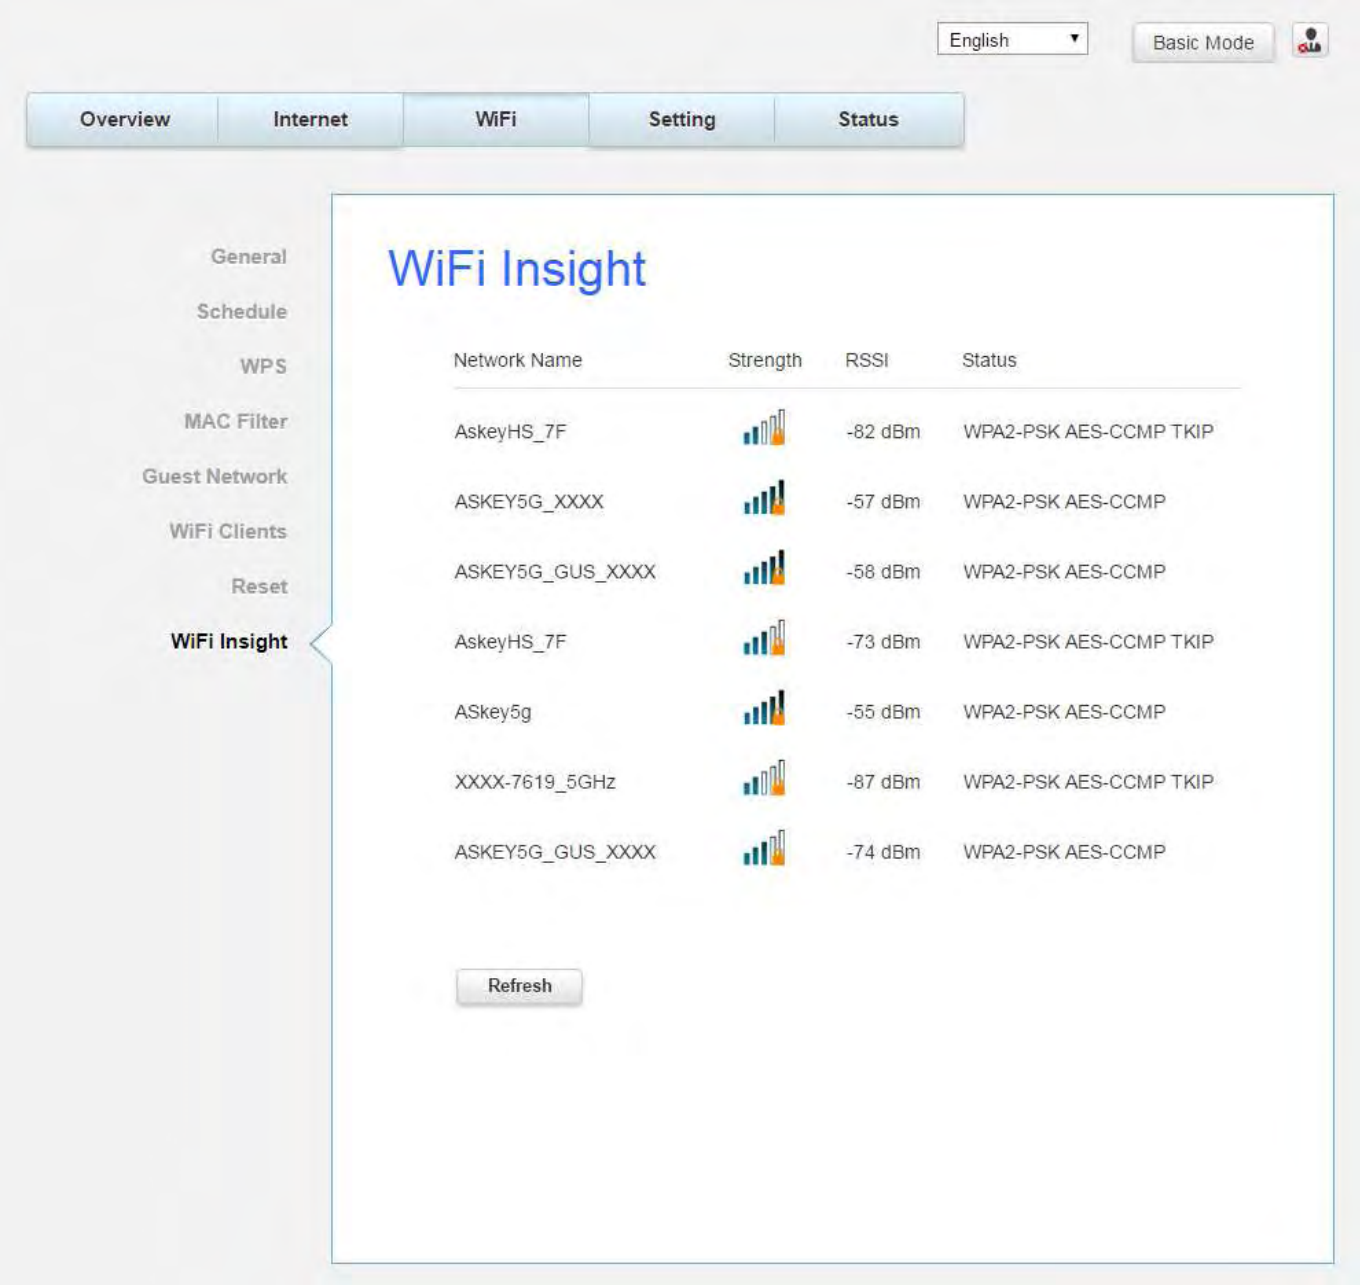 English
Basic Mode
Overview Internet WiFi Setting Status
General
Schedule
WPS
MAC Filter
Guest Network
WiFi Clients
Reset
WiFi Insight
WiFi Insight
Network Name Strength RSSI Status
AskeyHS_7F -82 dBm WPA2-PSK AES-CCMP TKIP
ASKEY5G_XXXX -57 dBm WPA2-PSK AES-CCMP
ASKEY5G_GUS_XXXX -58 dBm WPA2-PSK AES-CCMP
AskeyHS_7F -73 dBm WPA2-PSK AES-CCMP TKIP
ASkey5g -55 dBm WPA2-PSK AES-CCMP
XXXX-7619_5GHz -87 dBm WPA2-PSK AES-CCMP TKIP
ASKEY5G_GUS_XXXX -74 dBm WPA2-PSK AES-CCMP
Refresh